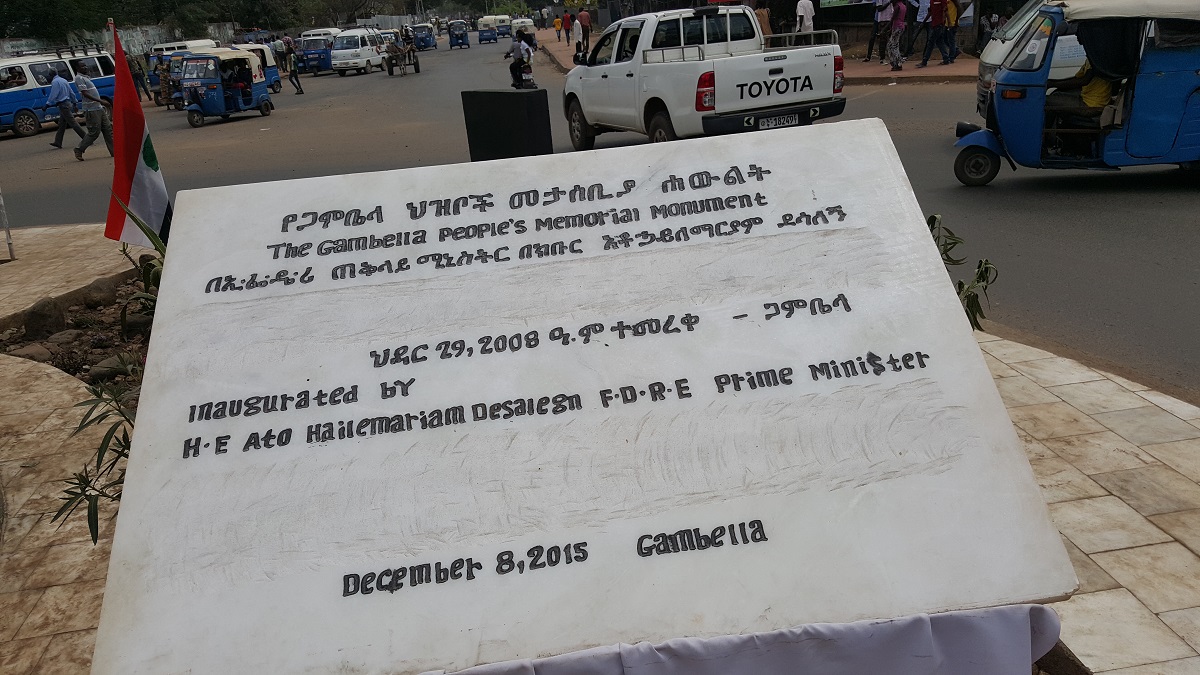 TOYOTA
የጋምቤላ ህዝቦች መታሰቢያ ሐውልት
The Gambella People's Memorial Monument
በኢ.ፌ.ዴ.ሪ ጠቅላይ ሚኒስትር በክቡር አቶ ኃይለማርያም ደሳለኝ
ህዳር 29, 2008 ዓ.ም ተመረቀ - ጋምቤላ
Inaugurated by
H.E Ato Hailemariam Desalegn F.D.R.E Prime Minister
December 8, 2015 Gambella